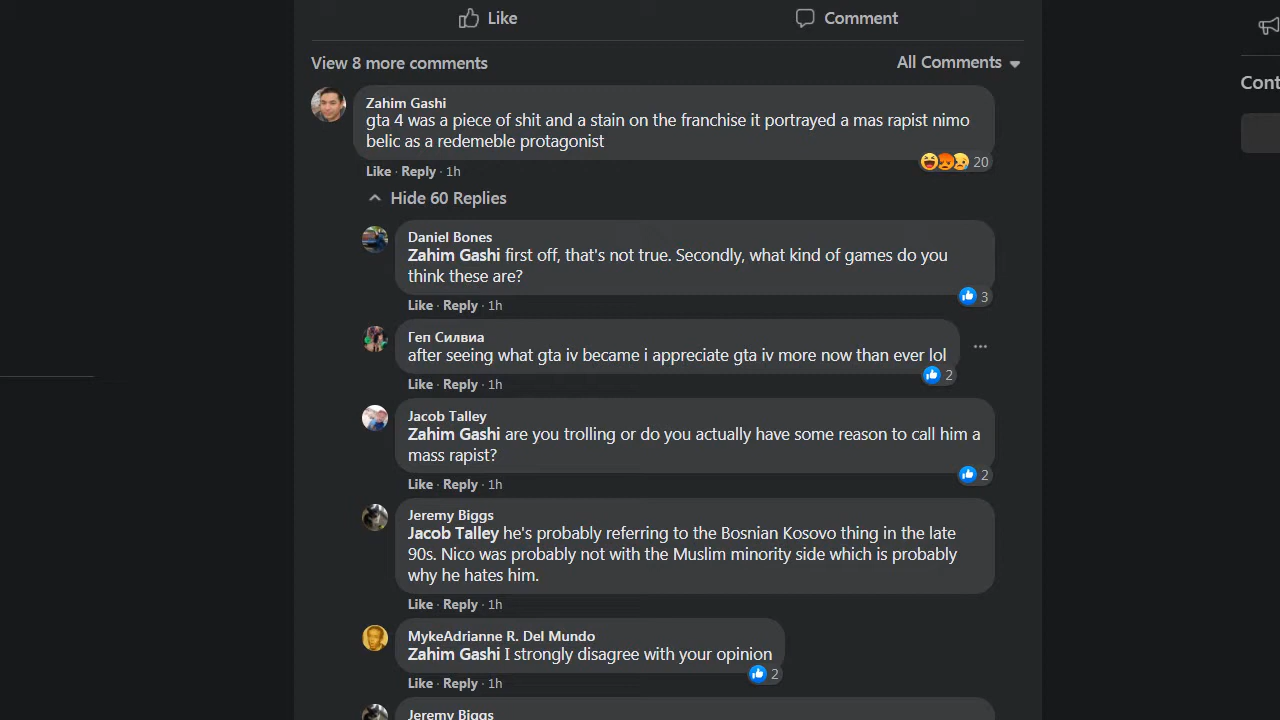 Like
Comment
View 8 more comments
All Comments
Cont
Zahim Gashi
gta 4 was a piece of shit and a stain on the franchise it portrayed a mas rapist nimo
belic as a redemeble protagonist
20
Like · Reply · 1h
Hide 60 Replies
Daniel Bones
Zahim Gashi first off, that's not true. Secondly, what kind of games do you
think these are?
3
Like · Reply · 1h
Геп Силвиа
after seeing what gta iv became i appreciate gta iv more now than ever lol
2
Like · Reply · 1h
Jacob Talley
Zahim Gashi are you trolling or do you actually have some reason to call him a
mass rapist?
2
Like · Reply · 1h
Jeremy Biggs
Jacob Talley he's probably referring to the Bosnian Kosovo thing in the late
90s. Nico was probably not with the Muslim minority side which is probably
why he hates him.
Like · Reply · 1h
MykeAdrianne R. Del Mundo
Zahim Gashi I strongly disagree with your opinion
2
Like · Reply · 1h
Jeremy Biggs